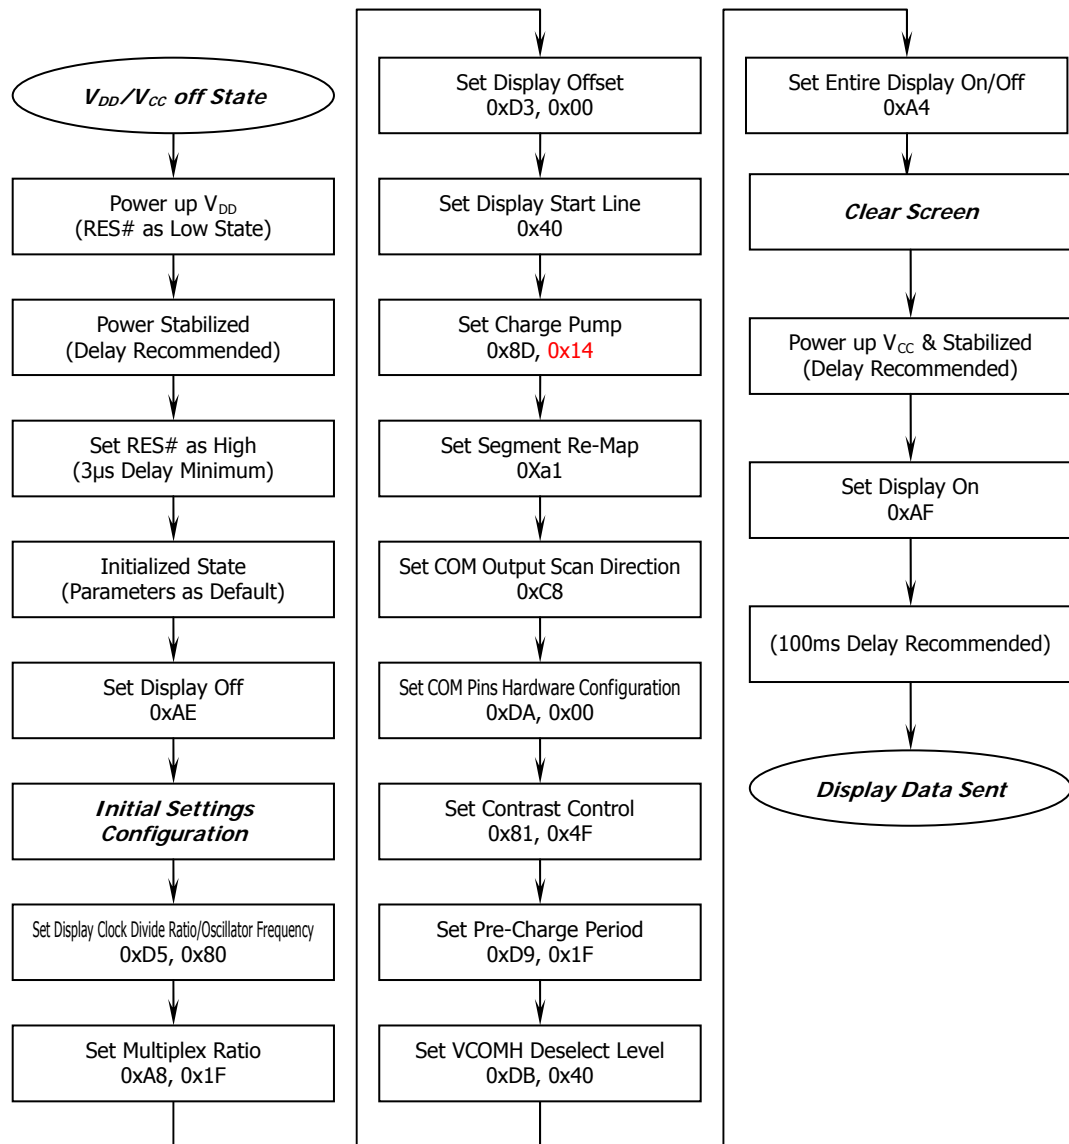 V_DD/V_CC off State
Power up V_DD
(RES# as Low State)
Power Stabilized
(Delay Recommended)
Set RES# as High
(3µs Delay Minimum)
Initialized State
(Parameters as Default)
Set Display Off
0xAE
Initial Settings
Configuration
Set Display Clock Divide Ratio/Oscillator Frequency
0xD5, 0x80
Set Multiplex Ratio
0xA8, 0x1F
Set Display Offset
0xD3, 0x00
Set Display Start Line
0x40
Set Charge Pump
0x8D, 0x14
Set Segment Re-Map
0Xa1
Set COM Output Scan Direction
0xC8
Set COM Pins Hardware Configuration
0xDA, 0x00
Set Contrast Control
0x81, 0x4F
Set Pre-Charge Period
0xD9, 0x1F
Set VCOMH Deselect Level
0xDB, 0x40
Set Entire Display On/Off
0xA4
Clear Screen
Power up V_CC & Stabilized
(Delay Recommended)
Set Display On
0xAF
(100ms Delay Recommended)
Display Data Sent